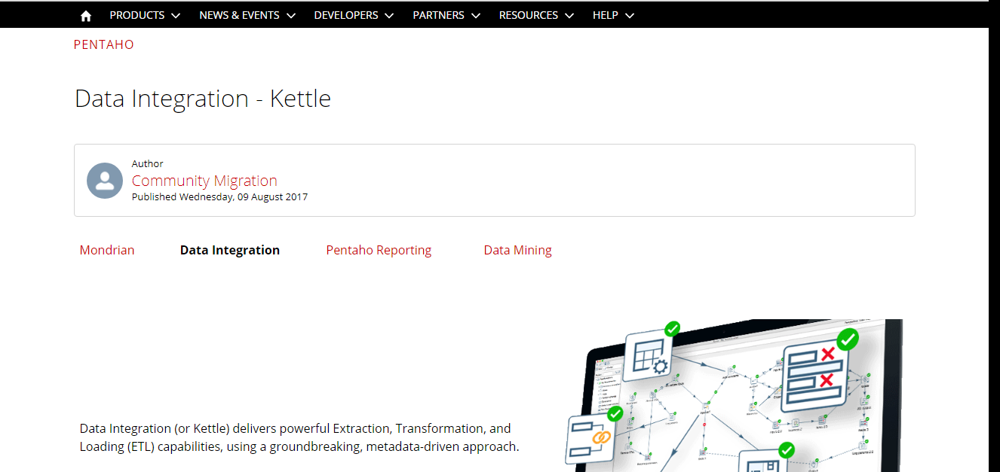 PRODUCTS NEWS & EVENTS DEVELOPERS PARTNERS RESOURCES HELP
PENTAHO
Data Integration - Kettle
Author
Community Migration
Published Wednesday, 09 August 2017
Mondrian Data Integration Pentaho Reporting Data Mining
Data Integration (or Kettle) delivers powerful Extraction, Transformation, and
Loading (ETL) capabilities, using a groundbreaking, metadata-driven approach.